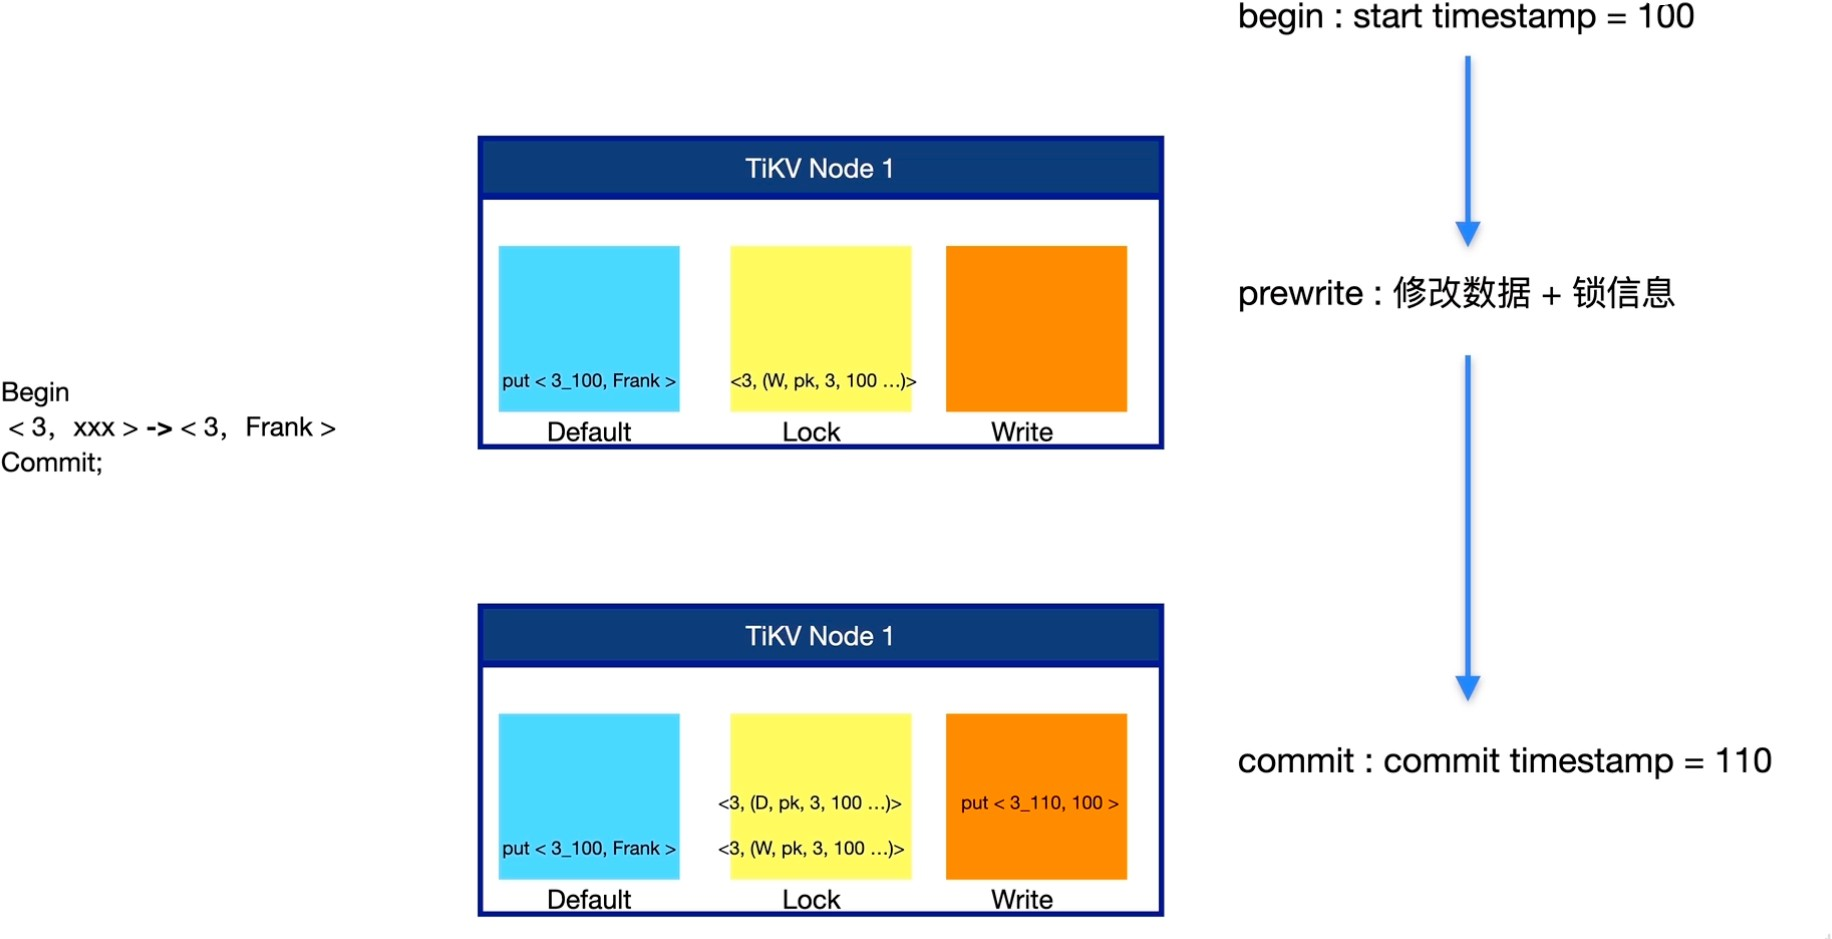 begin : start timestamp = 100
TiKV Node 1
put < 3_100, Frank >
<3, (W, pk, 3, 100 ...)>
Default
Lock
Write
prewrite : 修改数据 + 锁信息
Begin
< 3,  xxx > -> < 3,  Frank >
Commit;
TiKV Node 1
<3, (D, pk, 3, 100 ...)>
put < 3_110, 100 >
put < 3_100, Frank >
<3, (W, pk, 3, 100 ...)>
Default
Lock
Write
commit : commit timestamp = 110